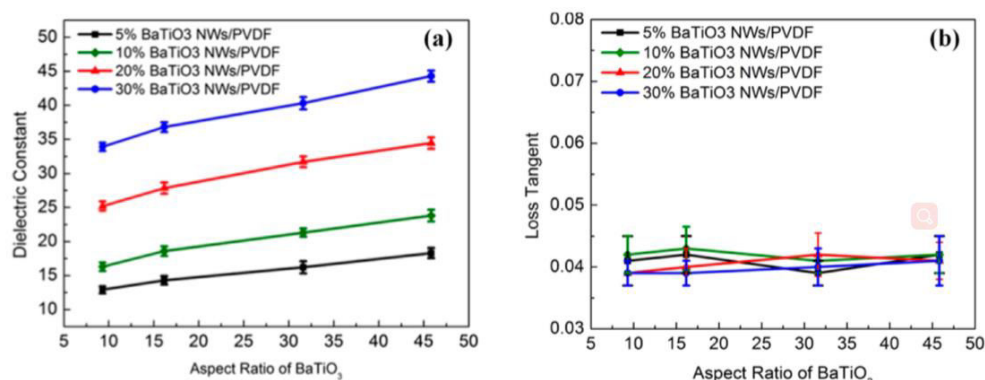 (a)
5% BaTiO3 NWs/PVDF
10% BaTiO3 NWs/PVDF
20% BaTiO3 NWs/PVDF
30% BaTiO3 NWs/PVDF
Dielectric Constant
50
45
40
35
30
25
20
15
10
5 10 15 20 25 30 35 40 45 50
Aspect Ratio of BaTiO₃
(b)
5% BaTiO3 NWs/PVDF
10% BaTiO3 NWs/PVDF
20% BaTiO3 NWs/PVDF
30% BaTiO3 NWs/PVDF
Loss Tangent
0.08
0.07
0.06
0.05
0.04
0.03
5 10 15 20 25 30 35 40 45 50
Aspect Ratio of BaTiO